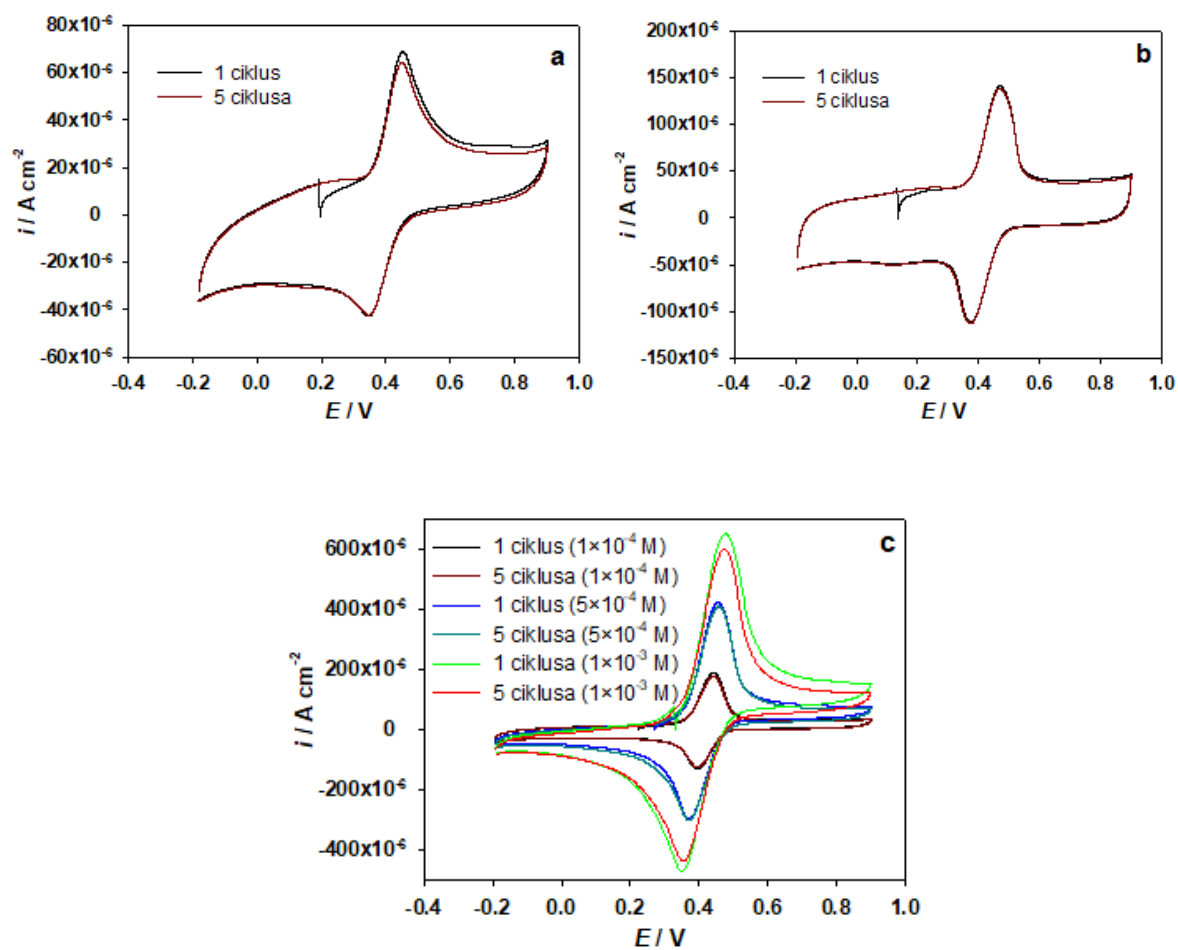 a
1 ciklus
5 ciklusa
80x10⁻⁶
60x10⁻⁶
40x10⁻⁶
20x10⁻⁶
0
-20x10⁻⁶
-40x10⁻⁶
-60x10⁻⁶
i / A cm⁻²
-0.4 -0.2 0.0 0.2 0.4 0.6 0.8 1.0
E / V
b
1 ciklus
5 ciklusa
200x10⁻⁶
150x10⁻⁶
100x10⁻⁶
50x10⁻⁶
0
-50x10⁻⁶
-100x10⁻⁶
-150x10⁻⁶
i / A cm⁻²
-0.4 -0.2 0.0 0.2 0.4 0.6 0.8 1.0
E / V
c
1 ciklus (1×10⁻⁴ M)
5 ciklusa (1×10⁻⁴ M)
1 ciklus (5×10⁻⁴ M)
5 ciklusa (5×10⁻⁴ M)
1 ciklusa (1×10⁻³ M)
5 ciklusa (1×10⁻³ M)
600x10⁻⁶
400x10⁻⁶
200x10⁻⁶
0
-200x10⁻⁶
-400x10⁻⁶
i / A cm⁻²
-0.4 -0.2 0.0 0.2 0.4 0.6 0.8 1.0
E / V